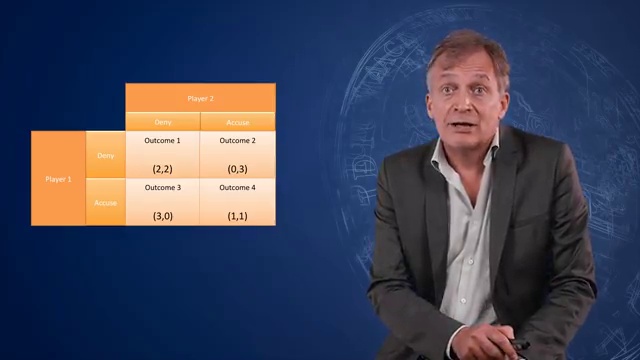 Player 2
Deny Accuse
Player 1
Deny
Outcome 1 Outcome 2
(2,2) (0,3)
Accuse
Outcome 3 Outcome 4
(3,0) (1,1)